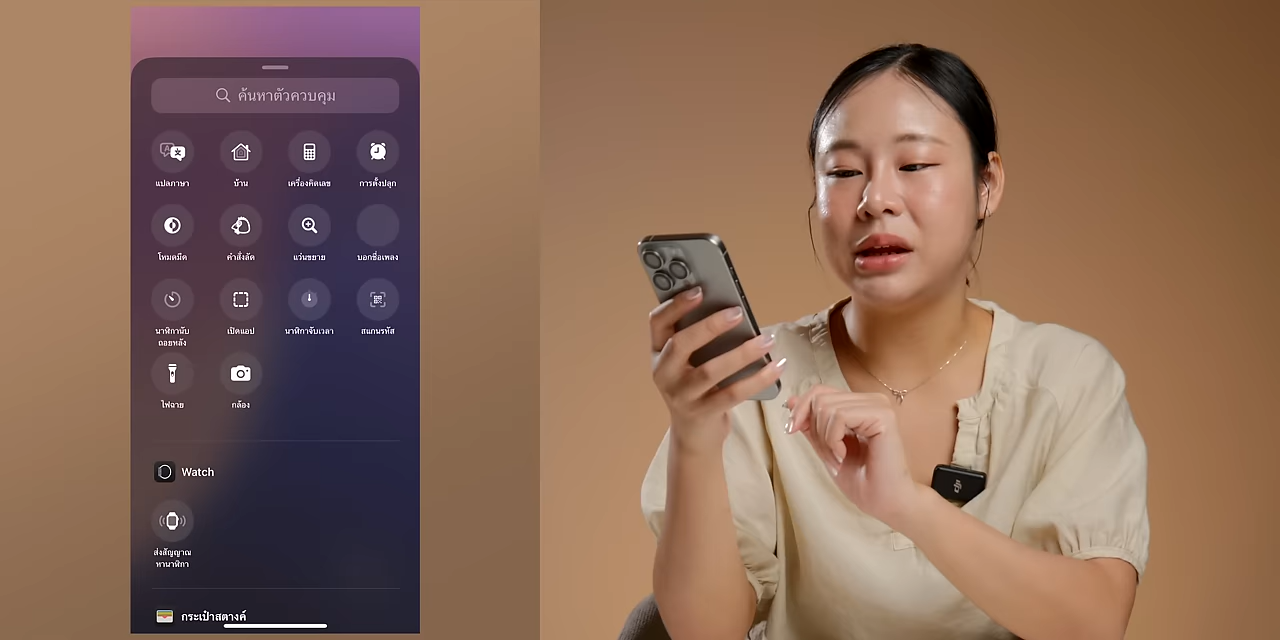 ค้นหาตัวควบคุม
แปลภาษา
บ้าน
เครื่องคิดเลข
การตั้งปลุก
โหมดมืด
คำสั่งลัด
แว่นขยาย
บอกชื่อเพลง
นาฬิกานับ
ถอยหลัง
เปิดแอป
นาฬิกาจับเวลา
สแกนรหัส
ไฟฉาย
กล้อง
Watch
ส่งสัญญาณ
หานาฬิกา
กระเป๋าสตางค์
dji